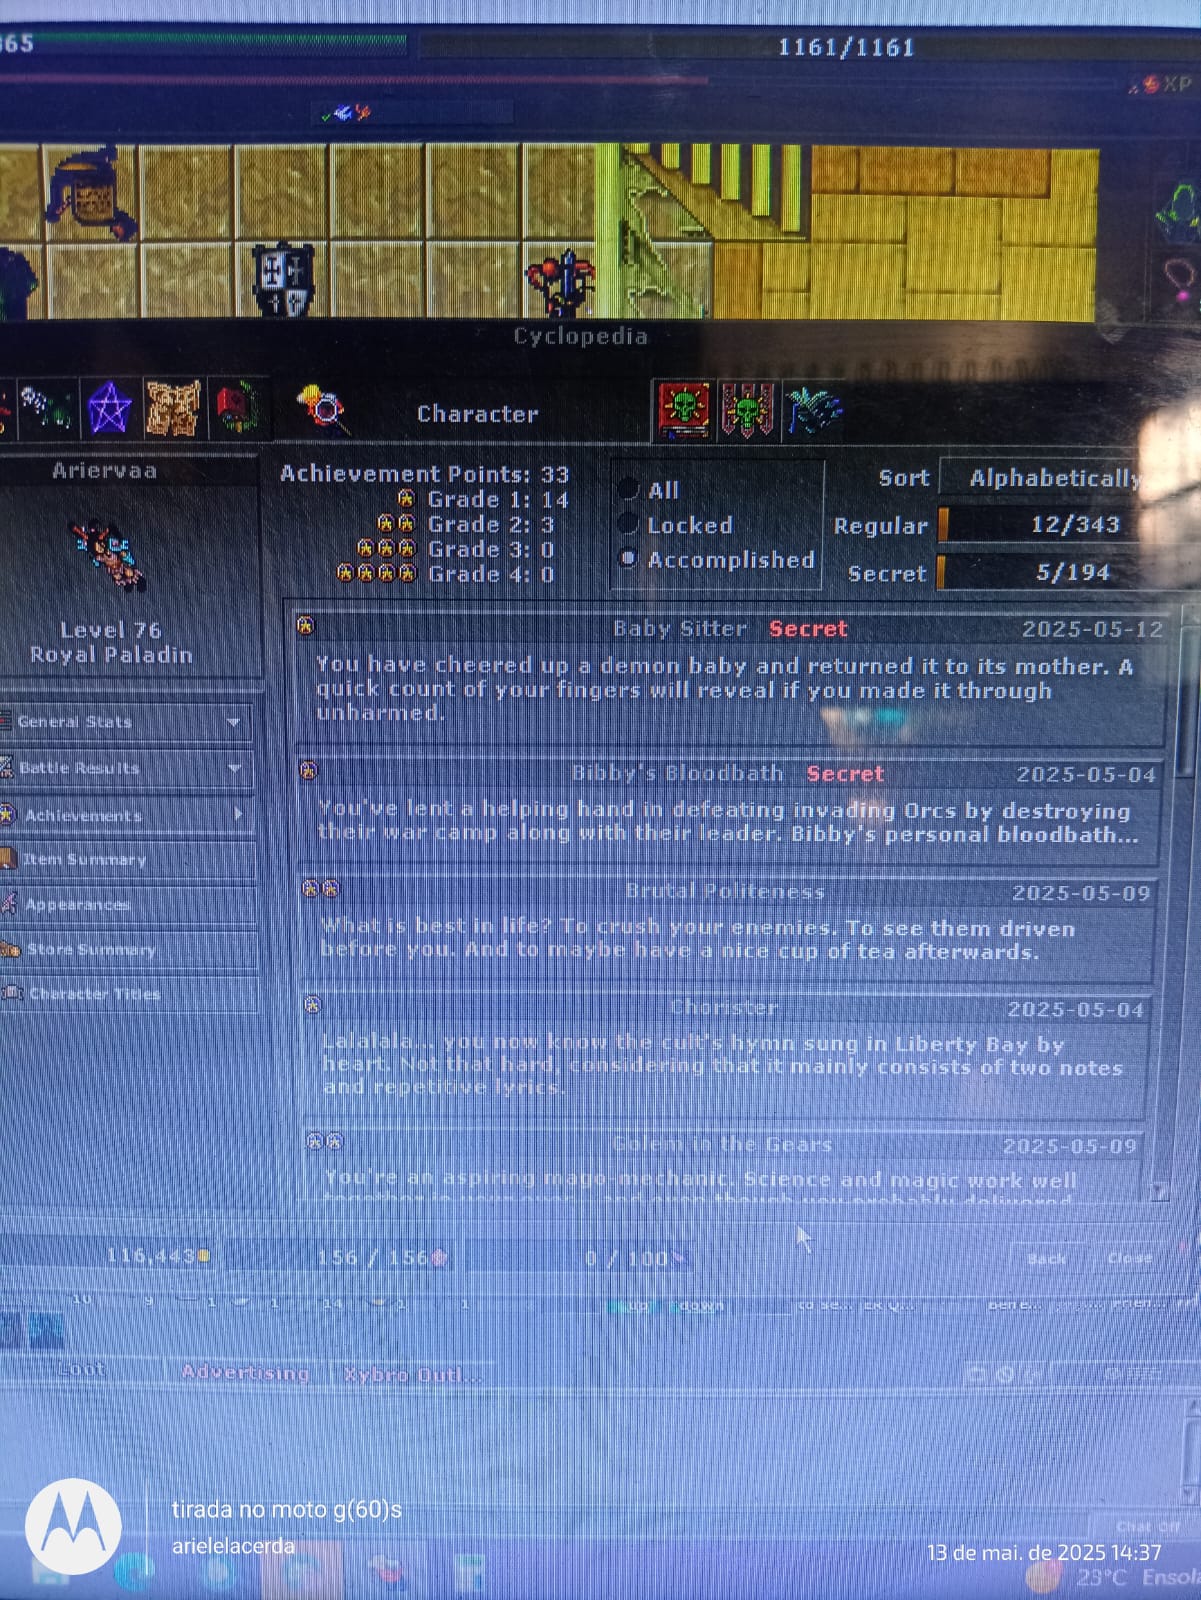 365
1161/1161
XP
Cyclopedia
Character
Ariervaa
Level 76
Royal Paladin
General Stats
Battle Results
Achievements
Item Summary
Appearances
Store Summary
Character Titles
Achievement Points: 33
Grade 1: 14
Grade 2: 3
Grade 3: 0
Grade 4: 0
All
Locked
Accomplished
Sort Alphabetically
Regular 12/343
Secret 5/194
Baby Sitter Secret 2025-05-12
You have cheered up a demon baby and returned it to its mother. A
quick count of your fingers will reveal if you made it through
unharmed.
Bibby's Bloodbath Secret 2025-05-04
You've lent a helping hand in defeating invading Orcs by destroying
their war camp along with their leader. Bibby's personal bloodbath...
Brutal Politeness 2025-05-09
What is best in life? To crush your enemies. To see them driven
before you. And to maybe have a nice cup of tea afterwards.
Chorister 2025-05-04
Lalalala... you now know the cult's hymn sung in Liberty Bay by
heart. Not that hard, considering that it mainly consists of two notes
and repetitive lyrics.
Golem in the Gears 2025-05-09
You're an aspiring mago-mechanic. Science and magic work well
116,443 156 / 156 0 / 100 Back Close
Loot Advertising Xybro Outl...
Chat Off
tirada no moto g(60)s
arielelacerda
13 de mai. de 2025 14:37
23°C Ensola